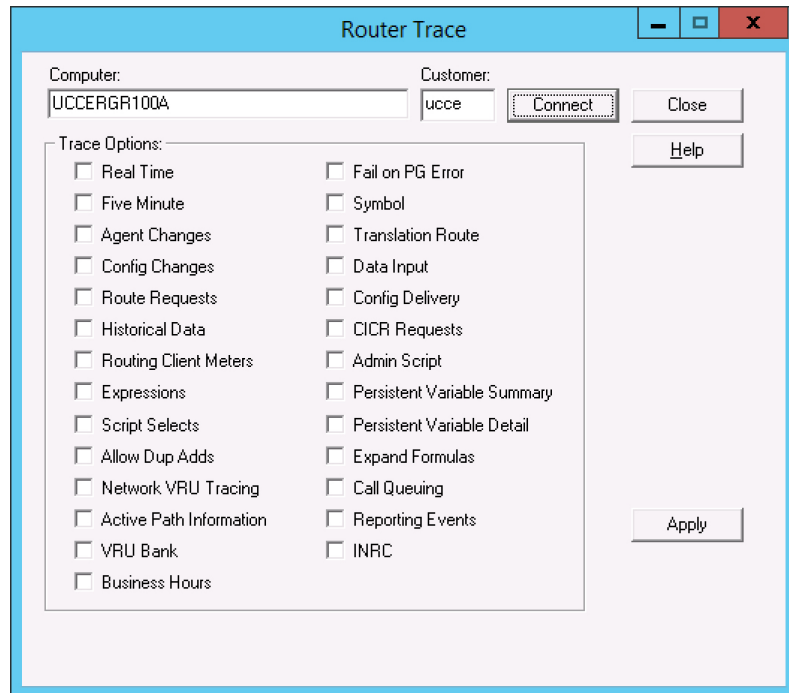 Router Trace
Computer:
Customer:
UCCERGR100A
ucce
Connect
Close
Help
Trace Options:
Real Time
Five Minute
Agent Changes
Config Changes
Route Requests
Historical Data
Routing Client Meters
Expressions
Script Selects
Allow Dup Adds
Network VRU Tracing
Active Path Information
VRU Bank
Business Hours
Fail on PG Error
Symbol
Translation Route
Data Input
Config Delivery
CICR Requests
Admin Script
Persistent Variable Summary
Persistent Variable Detail
Expand Formulas
Call Queuing
Reporting Events
INRC
Apply